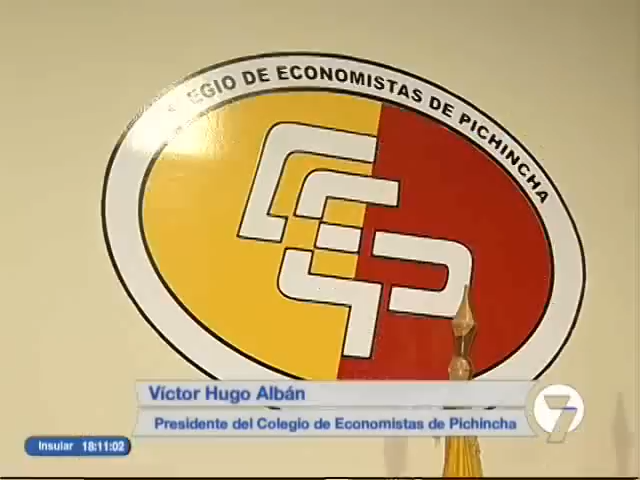 EGIO DE ECONOMISTAS DE PICHINCHA
Víctor Hugo Albán
Presidente del Colegio de Economistas de Pichincha
7
Insular 18:11:02